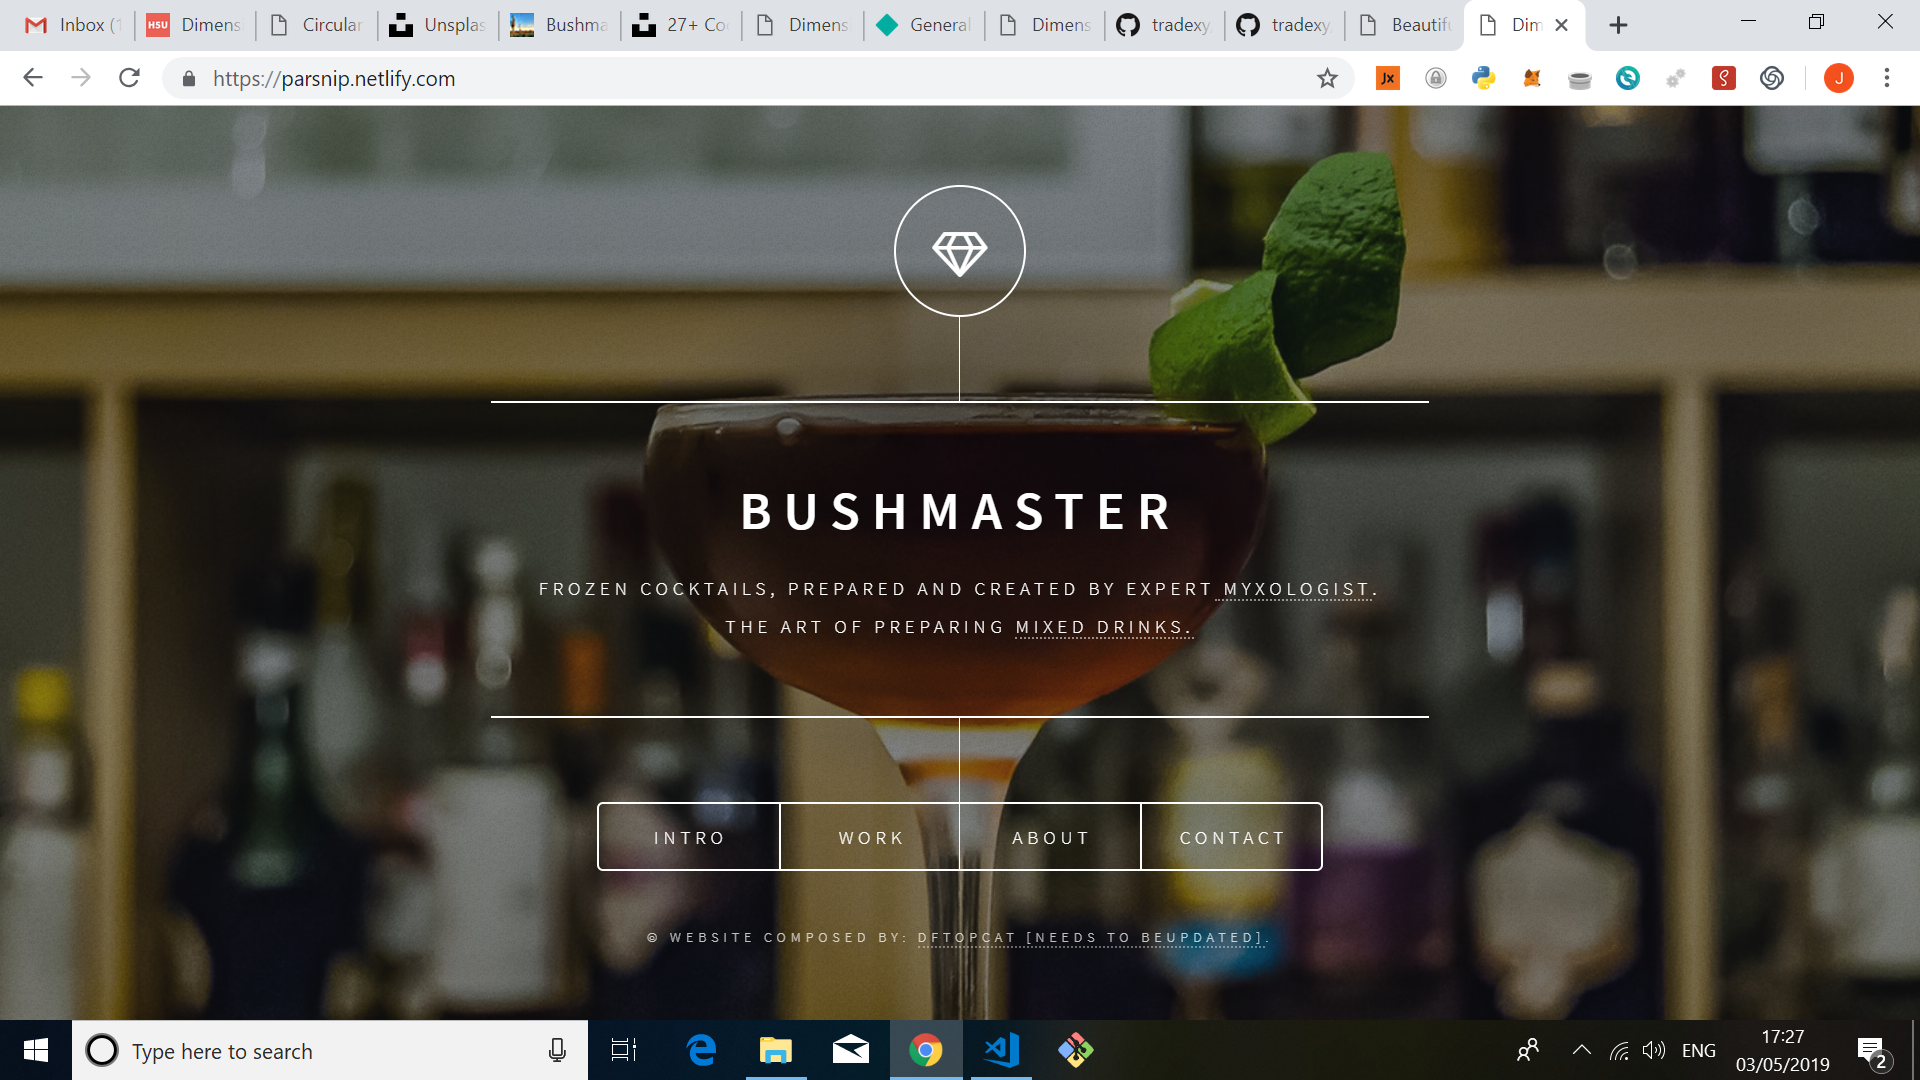 Inbox (1
Dimens
Circular
Unsplas
Bushma
27+ Co
Dimens
General
Dimens
tradexy
tradexy
Beautifu
Dim
https://parsnip.netlify.com
J
BUSHMASTER
FROZEN COCKTAILS, PREPARED AND CREATED BY EXPERT MYXOLOGIST.
THE ART OF PREPARING MIXED DRINKS.
INTRO
WORK
ABOUT
CONTACT
© WEBSITE COMPOSED BY: DFTOPCAT [NEEDS TO BEUPDATED].
Type here to search
ENG
17:27
03/05/2019
2